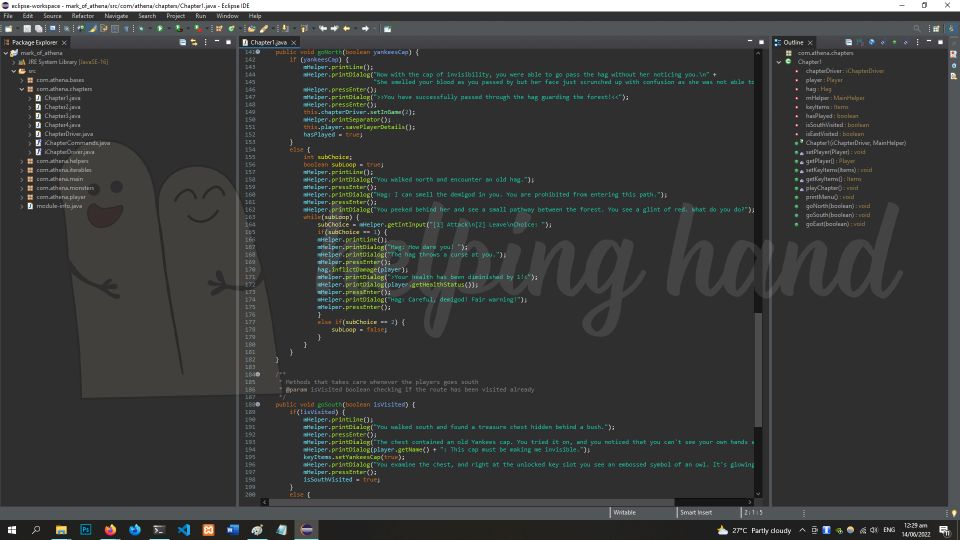 eclipse-workspace - mark_of_athena/src/com/athena/chapters/Chapter1.java - Eclipse IDE
File Edit Source Refactor Navigate Search Project Run Window Help
Package Explorer
mark_of_athena
JRE System Library [JavaSE-16]
src
com.athena.bases
com.athena.chapters
Chapter1.java
Chapter2.java
Chapter3.java
Chapter4.java
ChapterDriver.java
iChapterCommands.java
iChapterDriver.java
com.athena.helpers
com.athena.iterables
com.athena.main
com.athena.monsters
com.athena.player
module-info.java
Chapter1.java
141 public void goNorth(boolean yankeesCap) {
142 if (yankeesCap) {
143 mHelper.printLine();
144 mHelper.printDialog("Now with the cap of invisibility, you were able to go pass the hag without her noticing you.\n" +
145 "She smelled your blood as you passed by but her face just scrunched up with confusion as she was not able to
146 mHelper.pressEnter();
147 mHelper.printDialog(">>You have successfully passed through the hag guarding the forest!<<");
148 mHelper.pressEnter();
149 this.chapterDriver.setInGame(2);
150 mHelper.printSeparator();
151 this.player.savePlayerDetails();
152 hasPlayed = true;
153 }
154 else {
155 int subChoice;
156 boolean subLoop = true;
157 mHelper.printLine();
158 mHelper.printDialog("You walked north and encounter an old hag.");
159 mHelper.pressEnter();
160 mHelper.printDialog("Hag: I can smell the demigod in you. You are prohibited from entering this path.");
161 mHelper.pressEnter();
162 mHelper.printDialog("You peeked behind her and see a small pathway between the forest. You see a glint of red. What do you do?");
163 while(subLoop) {
164 subChoice = mHelper.getIntInput("[1] Attack\n[2] Leave\nChoice: ");
165 if(subChoice == 1) {
166 mHelper.printLine();
167 mHelper.printDialog("Hag: How dare you! ");
168 mHelper.printDialog("The hag throws a curse at you.");
169 mHelper.pressEnter();
170 hag.inflictDamage(player);
171 mHelper.printDialog(">Your health has been diminished by 1!<");
172 mHelper.printDialog(player.getHealthStatus());
173 mHelper.pressEnter();
174 mHelper.printDialog("Hag: Careful, demigod! Fair warning!");
175 mHelper.pressEnter();
176 }
177 else if(subChoice == 2) {
178 subLoop = false;
179 }
180 }
181 }
182 }
183
184 /**
185 * Methods that takes care whenever the players goes south
186 * @param isVisited boolean checking if the route has been visited already
187 */
188 public void goSouth(boolean isVisited) {
189 if(!isVisited) {
190 mHelper.printLine();
191 mHelper.printDialog("You walked south and found a treasure chest hidden behind a bush.");
192 mHelper.pressEnter();
193 mHelper.printDialog("The chest contained an old Yankees cap. You tried it on, and you noticed that you can't see your own hands
194 mHelper.printDialog(player.getName() + ": This cap must be making me invisible.");
195 keyItems.setYankeesCap(true);
196 mHelper.printDialog("You examine the chest, and right at the unlocked key slot you see an embossed symbol of an owl. It's glowing
197 mHelper.pressEnter();
198 isSouthVisited = true;
199 }
200 else {
helping hand
Outline
com.athena.chapters
Chapter1
chapterDriver : iChapterDriver
player : Player
hag : Hag
mHelper : MainHelper
keyItems : Items
hasPlayed : boolean
isSouthVisited : boolean
isEastVisited : boolean
Chapter1(iChapterDriver, MainHelper)
setPlayer(Player) : void
getPlayer() : Player
setKeyItems(Items) : void
getKeyItems() : Items
playChapter() : void
printMenu() : void
goNorth(boolean) : void
goSouth(boolean) : void
goEast(boolean) : void
Writable
Smart Insert
2 : 1 : 5
27°C Partly cloudy
ENG
12:29 am
14/06/2022